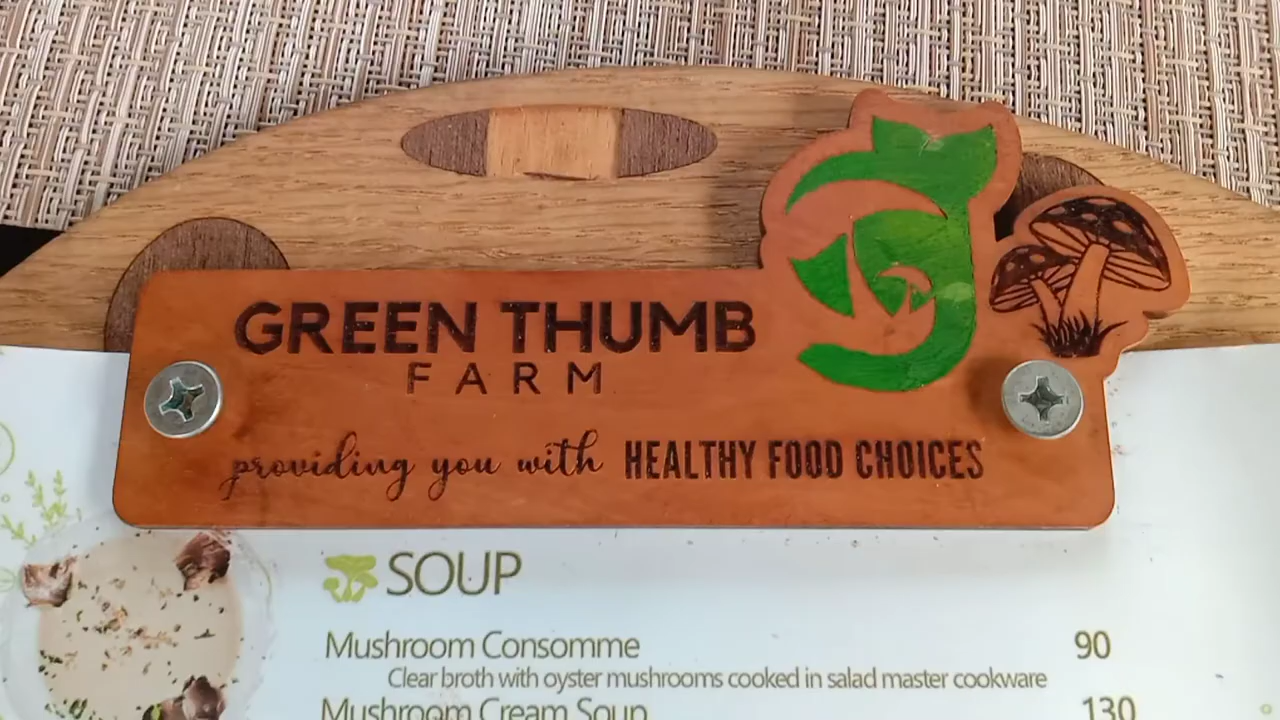 GREEN THUMB
FARM
providing you with HEALTHY FOOD CHOICES
SOUP
Mushroom Consomme 90
Clear broth with oyster mushrooms cooked in salad master cookware
Mushroom Cream Soup 130